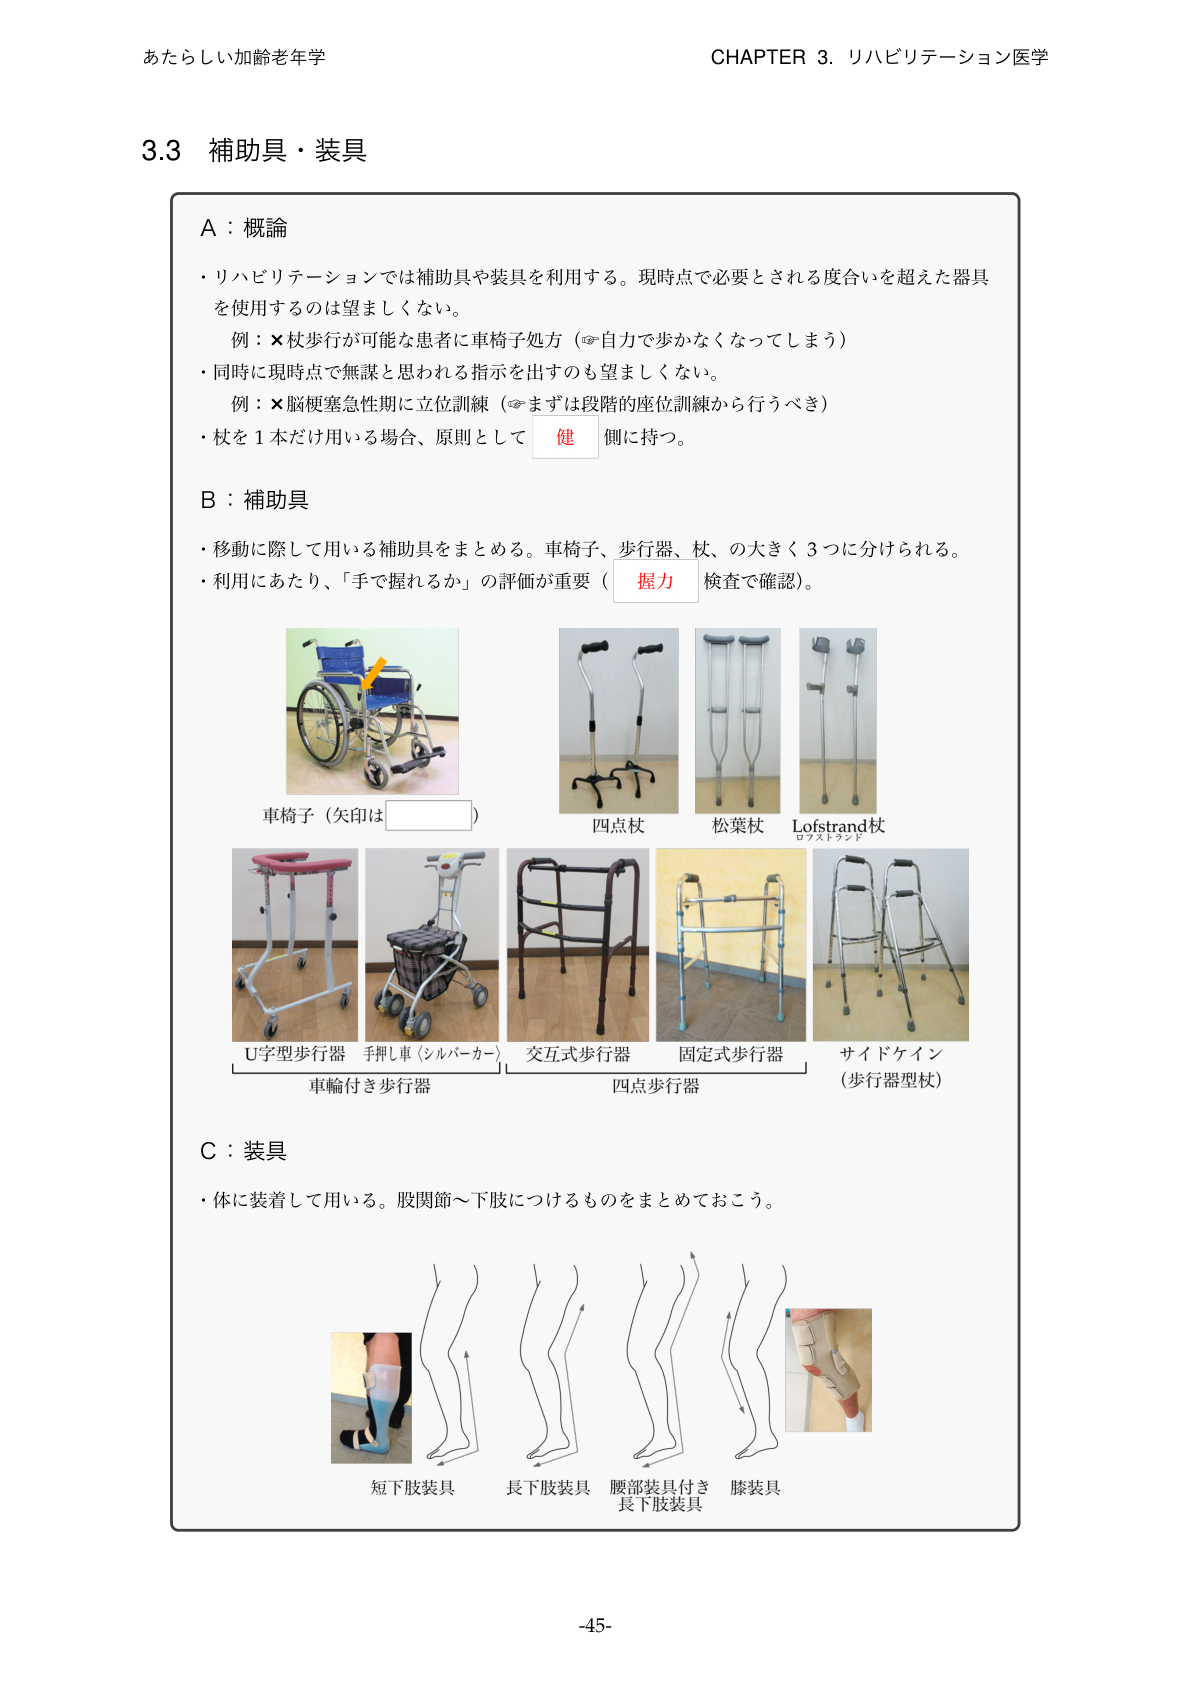 あたらしい加齢老年学
CHAPTER 3. リハビリテーション医学
3.3 補助具・装具
A：概論
・リハビリテーションでは補助具や装具を利用する。現時点で必要とされる度合いを超えた器具
を使用するのは望ましくない。
例：×杖歩行が可能な患者に車椅子処方（☞自力で歩かなくなってしまう）
・同時に現時点で無謀と思われる指示を出すのも望ましくない。
例：×脳梗塞急性期に立位訓練（☞まずは段階的座位訓練から行うべき）
・杖を1本だけ用いる場合、原則として 健 側に持つ。
B：補助具
・移動に際して用いる補助具をまとめる。車椅子、歩行器、杖、の大きく3つに分けられる。
・利用にあたり、「手で握れるか」の評価が重要（ 握力 検査で確認）。
車椅子（矢印は ）
四点杖
松葉杖
Lofstrand杖
ロフストランド
U字型歩行器
手押し車〈シルバーカー〉
交互式歩行器
固定式歩行器
サイドケイン
（歩行器型杖）
車輪付き歩行器
四点歩行器
C：装具
・体に装着して用いる。股関節〜下肢につけるものをまとめておこう。
短下肢装具
長下肢装具
腰部装具付き
長下肢装具
膝装具
-45-